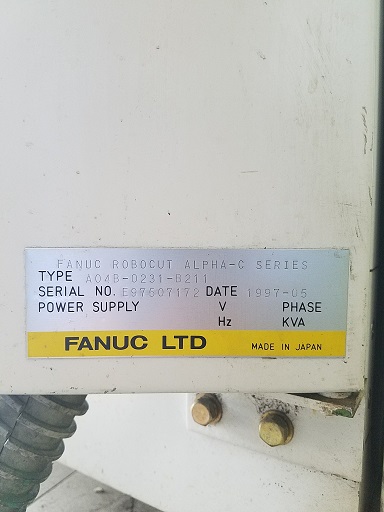 FANUC ROBOCUT ALPHA-C SERIES
TYPE A04B-0231-B211
SERIAL NO. E97607172 DATE 1997-05
POWER SUPPLY V PHASE
Hz KVA
FANUC LTD MADE IN JAPAN